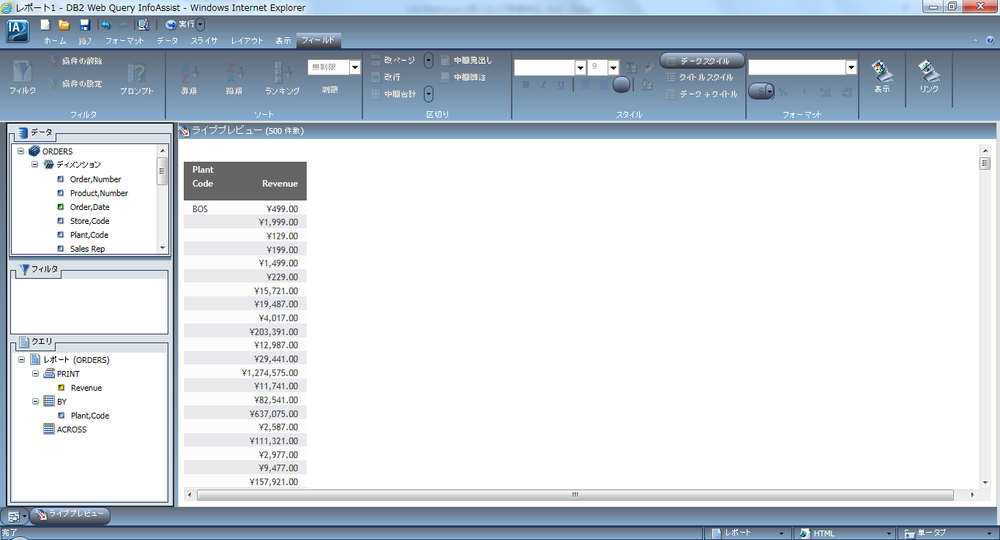 レポート1 - DB2 Web Query InfoAssist - Windows Internet Explorer
IA
実行
ホーム 挿入 フォーマット データ スライサ レイアウト 表示 フィールド
フィルタ
条件の解除
条件の設定
プロンプト
フィルタ
昇順
降順
ランキング
無制限
制限
ソート
改ページ
改行
中間合計
中間見出し
中間脚注
区切り
9
B I U
データスタイル
タイトルスタイル
データ + タイトル
スタイル
$ % ,
フォーマット
表示
リンク
データ
ORDERS
ディメンション
Order,Number
Product,Number
Order,Date
Store,Code
Plant,Code
Sales Rep
フィルタ
クエリ
レポート (ORDERS)
PRINT
Revenue
BY
Plant,Code
ACROSS
ライブプレビュー (500 件数)
Plant
Code Revenue
BOS ¥499.00
¥1,999.00
¥129.00
¥199.00
¥1,499.00
¥229.00
¥15,721.00
¥19,487.00
¥4,017.00
¥203,391.00
¥12,987.00
¥29,441.00
¥1,274,575.00
¥11,741.00
¥82,541.00
¥637,075.00
¥2,587.00
¥111,321.00
¥2,977.00
¥9,477.00
¥157,921.00
ライブプレビュー
完了
レポート
HTML
単一タブ